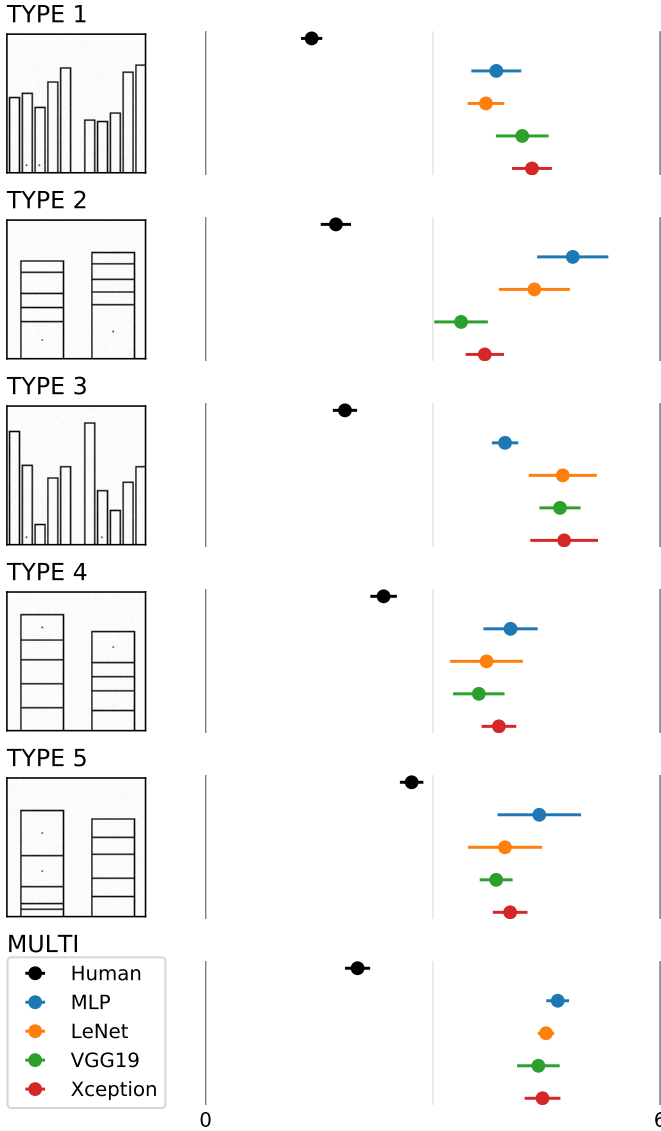 TYPE 1
TYPE 2
TYPE 3
TYPE 4
TYPE 5
MULTI
Human
MLP
LeNet
VGG19
Xception
0 6